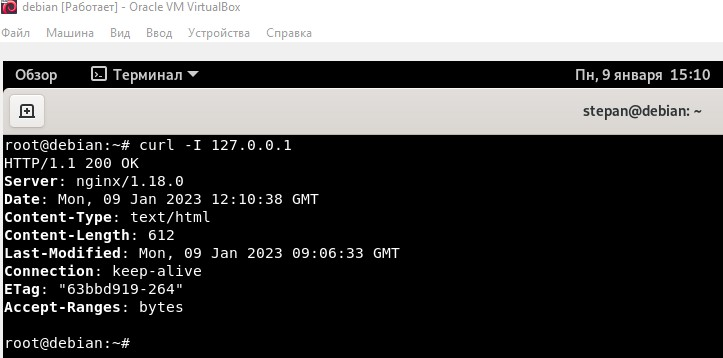 debian [Работает] - Oracle VM VirtualBox
Файл Машина Вид Ввод Устройства Справка
Обзор Терминал Пн, 9 января 15:10
stepan@debian: ~
root@debian:~# curl -I 127.0.0.1
HTTP/1.1 200 OK
Server: nginx/1.18.0
Date: Mon, 09 Jan 2023 12:10:38 GMT
Content-Type: text/html
Content-Length: 612
Last-Modified: Mon, 09 Jan 2023 09:06:33 GMT
Connection: keep-alive
ETag: "63bbd919-264"
Accept-Ranges: bytes
root@debian:~#